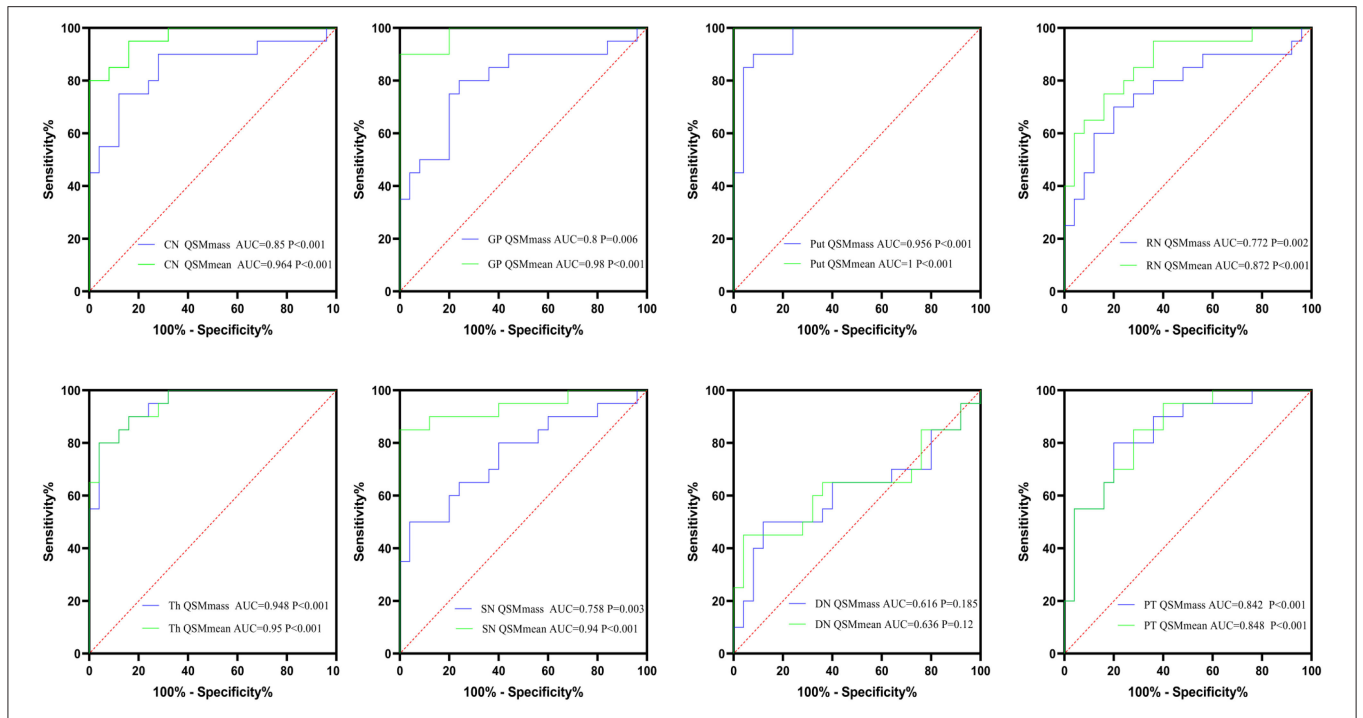 100
80
60
40
20
0
Sensitivity%
CN QSMmass AUC=0.85 P<0.001
CN QSMmean AUC=0.964 P<0.001
0 20 40 60 80 10
100% - Specificity%
100
80
60
40
20
0
Sensitivity%
GP QSMmass AUC=0.8 P=0.006
GP QSMmean AUC=0.98 P<0.001
0 20 40 60 80 100
100% - Specificity%
100
80
60
40
20
0
Sensitivity%
Put QSMmass AUC=0.956 P<0.001
Put QSMmean AUC=1 P<0.001
0 20 40 60 80 100
100% - Specificity%
100
80
60
40
20
0
Sensitivity%
RN QSMmass AUC=0.772 P=0.002
RN QSMmean AUC=0.872 P<0.001
0 20 40 60 80 100
100% - Specificity%
100
80
60
40
20
0
Sensitivity%
Th QSMmass AUC=0.948 P<0.001
Th QSMmean AUC=0.95 P<0.001
0 20 40 60 80 100
100% - Specificity%
100
80
60
40
20
0
Sensitivity%
SN QSMmass AUC=0.758 P=0.003
SN QSMmean AUC=0.94 P<0.001
0 20 40 60 80 100
100% - Specificity%
100
80
60
40
20
0
Sensitivity%
DN QSMmass AUC=0.616 P=0.185
DN QSMmean AUC=0.636 P=0.12
0 20 40 60 80 100
100% - Specificity%
100
80
60
40
20
0
Sensitivity%
PT QSMmass AUC=0.842 P<0.001
PT QSMmean AUC=0.848 P<0.001
0 20 40 60 80 100
100% - Specificity%